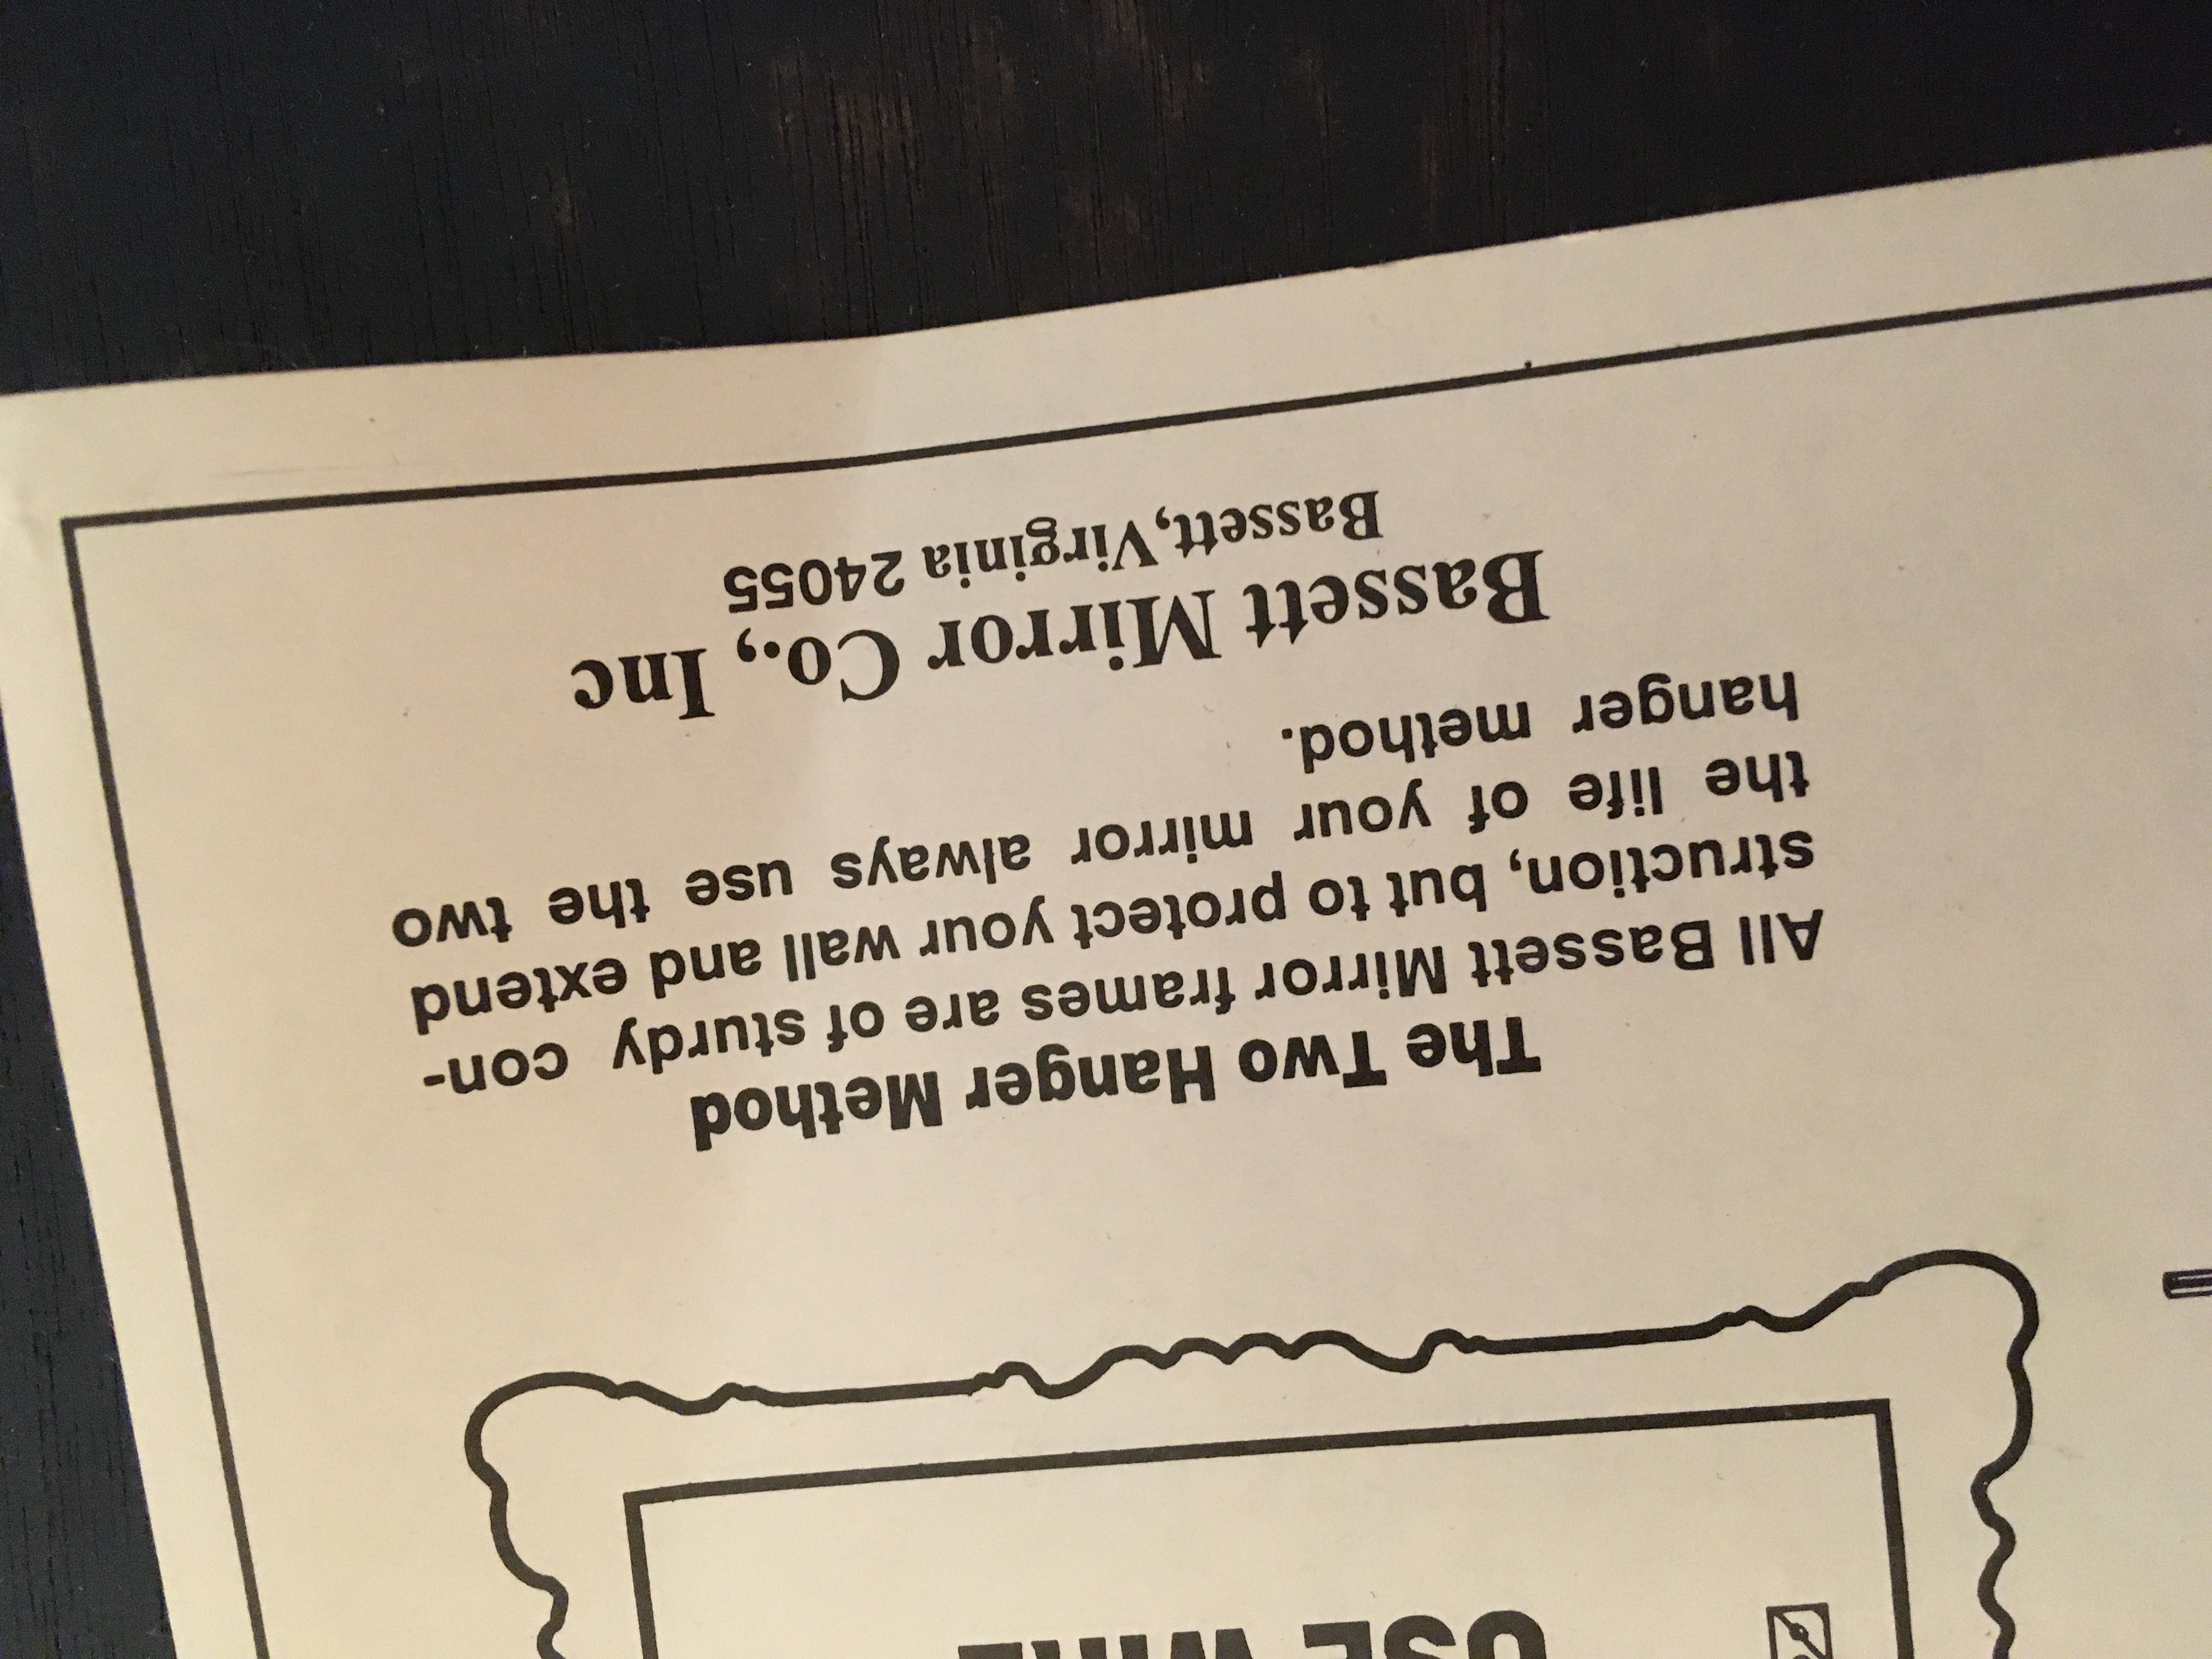 USE WIRE
The Two Hanger Method
All Bassett Mirror frames are of sturdy con-
struction, but to protect your wall and extend
the life of your mirror always use the two
hanger method.
Bassett Mirror Co., Inc
Bassett, Virginia 24055